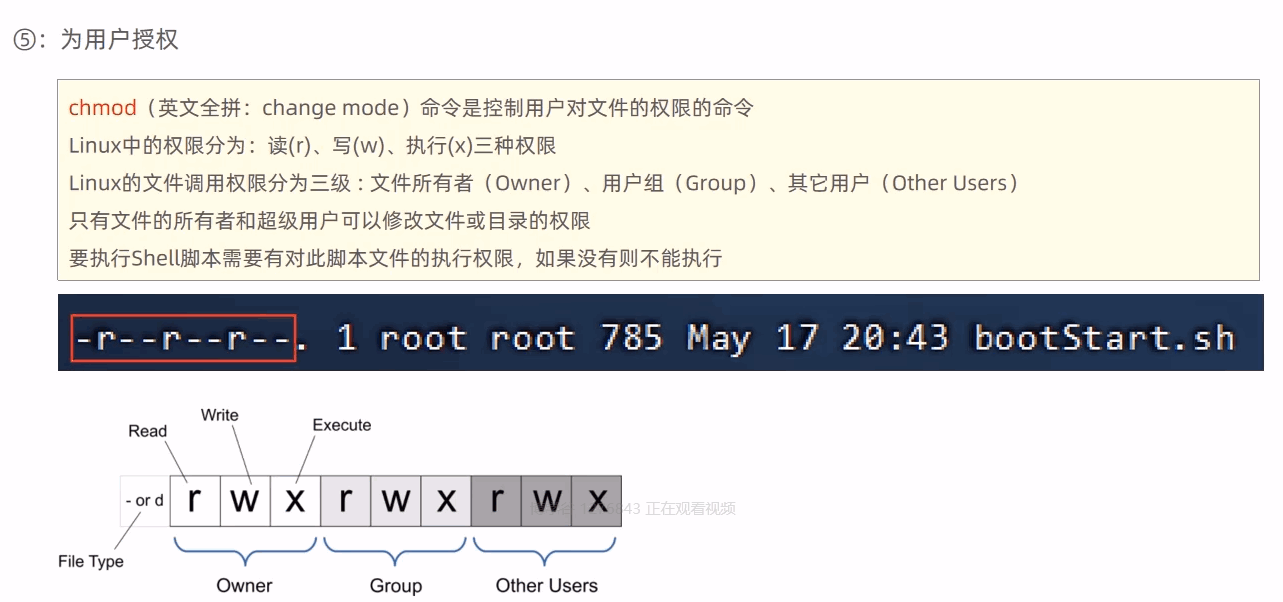 ⑤：为用户授权
chmod（英文全拼：change mode）命令是控制用户对文件的权限的命令
Linux中的权限分为：读(r)、写(w)、执行(x)三种权限
Linux的文件调用权限分为三级 : 文件所有者（Owner）、用户组（Group）、其它用户（Other Users）
只有文件的所有者和超级用户可以修改文件或目录的权限
要执行Shell脚本需要有对此脚本文件的执行权限，如果没有则不能执行
-r--r--r--. 1 root root 785 May 17 20:43 bootStart.sh
Write
Read
Execute
- or d r w x r w x r w x
正在观看视频
File Type
Owner Group Other Users